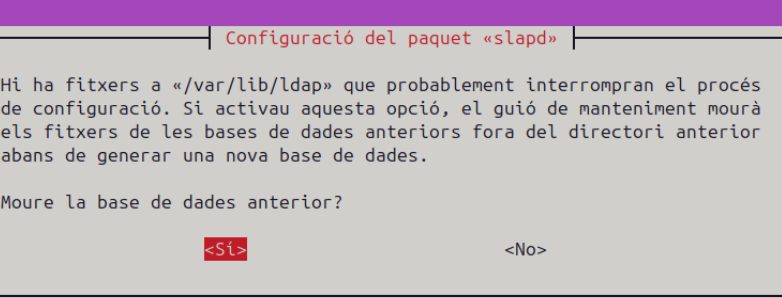 Configuració del paquet «slapd»
Hi ha fitxers a «/var/lib/ldap» que probablement interrompran el procés
de configuració. Si activau aquesta opció, el guió de manteniment mourà
els fitxers de les bases de dades anteriors fora del directori anterior
abans de generar una nova base de dades.
Moure la base de dades anterior?
<Sí> <No>